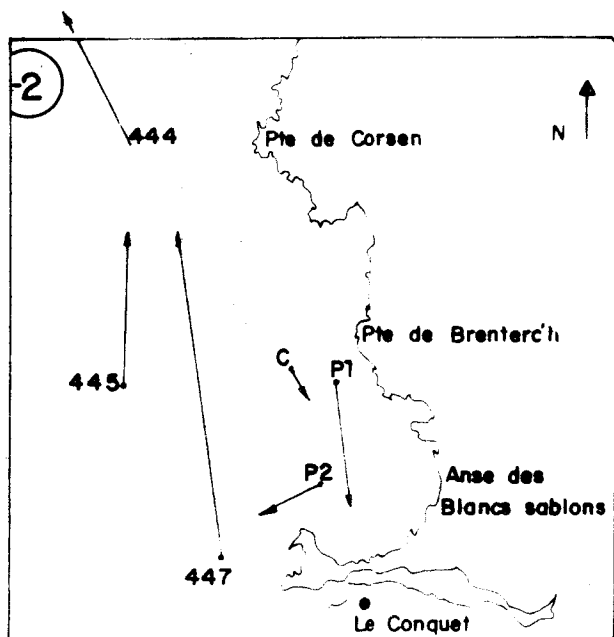 -2
444
Pte de Corsen
N
Pte de Brenterc'h
C
P1
445
P2
Anse des
Blancs sablons
447
Le Conquet